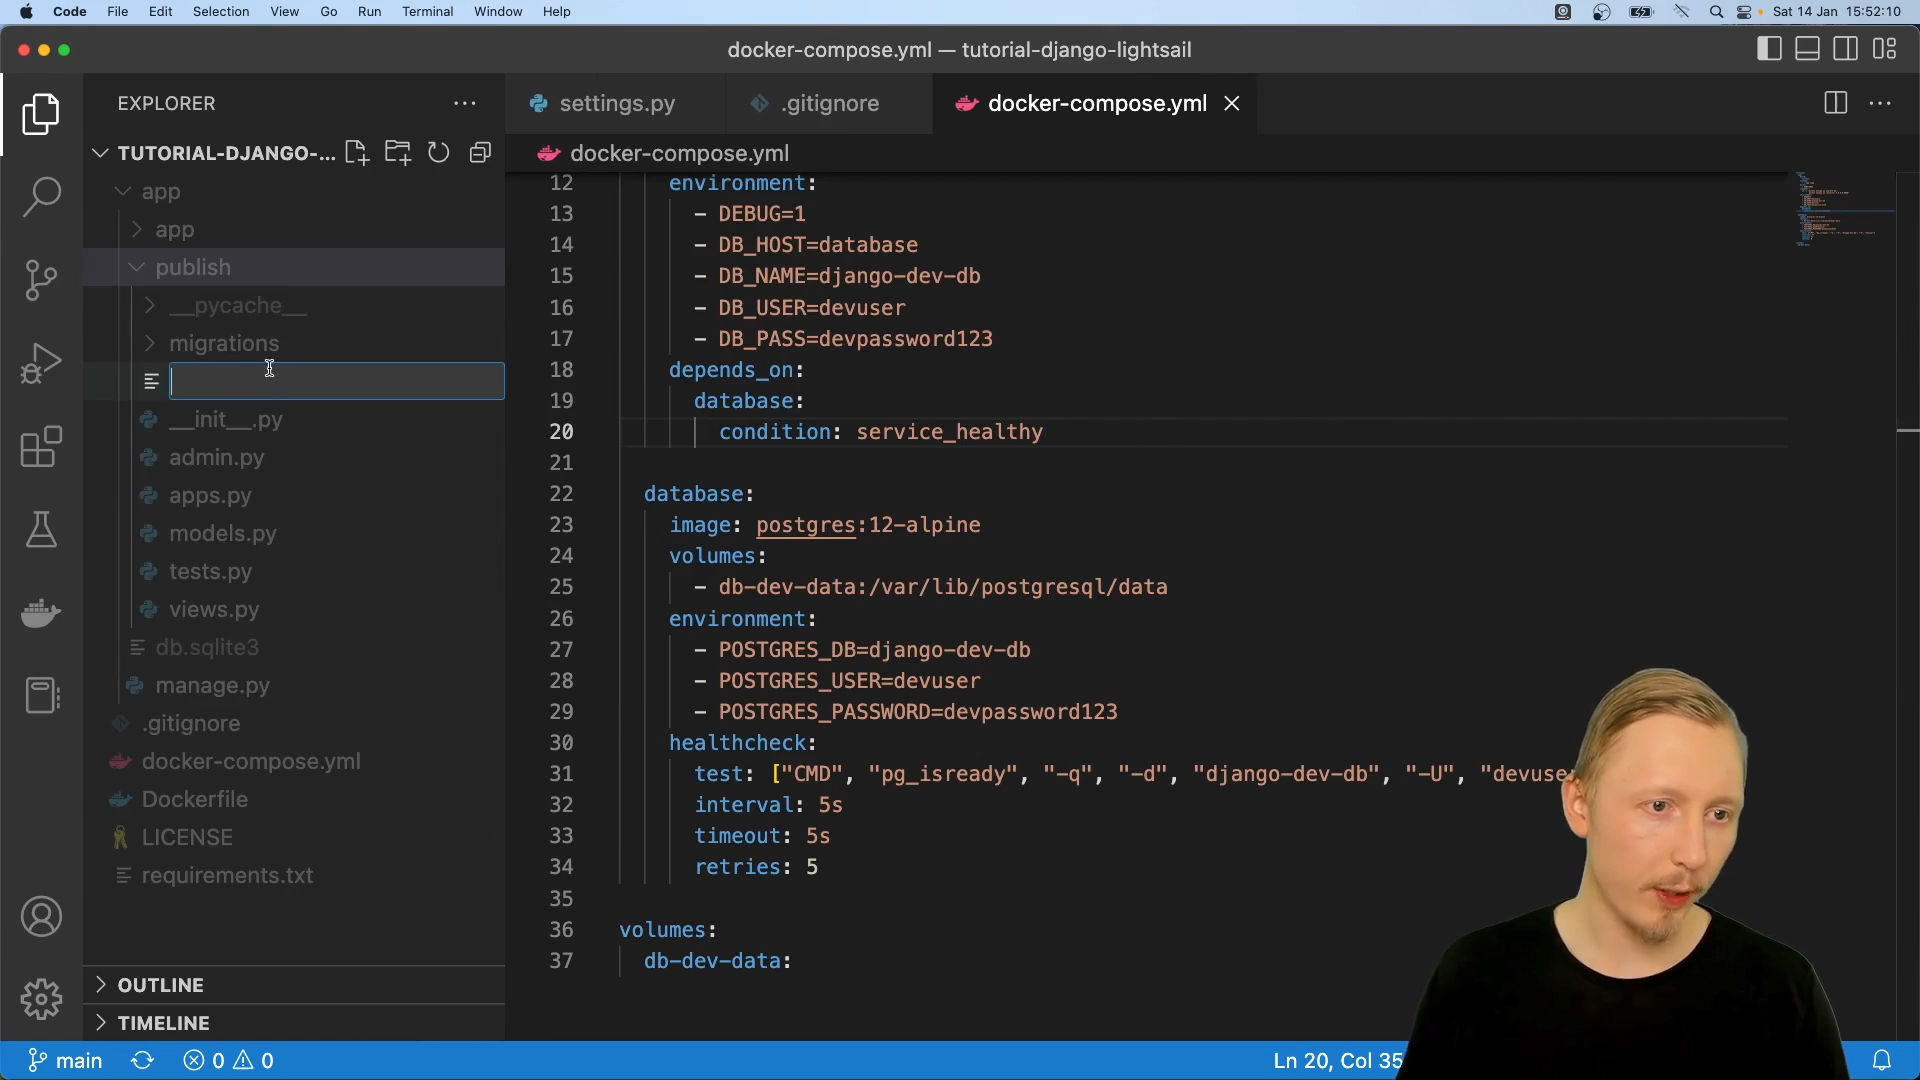 Code File Edit Selection View Go Run Terminal Window Help Sat 14 Jan 15:52:10
docker-compose.yml — tutorial-django-lightsail
EXPLORER
settings.py
.gitignore
docker-compose.yml
TUTORIAL-DJANGO-...
docker-compose.yml
app
app
publish
__pycache__
migrations
__init__.py
admin.py
apps.py
models.py
tests.py
views.py
db.sqlite3
manage.py
.gitignore
docker-compose.yml
Dockerfile
LICENSE
requirements.txt
OUTLINE
TIMELINE
12 environment:
13 - DEBUG=1
14 - DB_HOST=database
15 - DB_NAME=django-dev-db
16 - DB_USER=devuser
17 - DB_PASS=devpassword123
18 depends_on:
19 database:
20 condition: service_healthy
21
22 database:
23 image: postgres:12-alpine
24 volumes:
25 - db-dev-data:/var/lib/postgresql/data
26 environment:
27 - POSTGRES_DB=django-dev-db
28 - POSTGRES_USER=devuser
29 - POSTGRES_PASSWORD=devpassword123
30 healthcheck:
31 test: ["CMD", "pg_isready", "-q", "-d", "django-dev-db", "-U", "devuse
32 interval: 5s
33 timeout: 5s
34 retries: 5
35
36 volumes:
37 db-dev-data:
main 0 0 Ln 20, Col 35